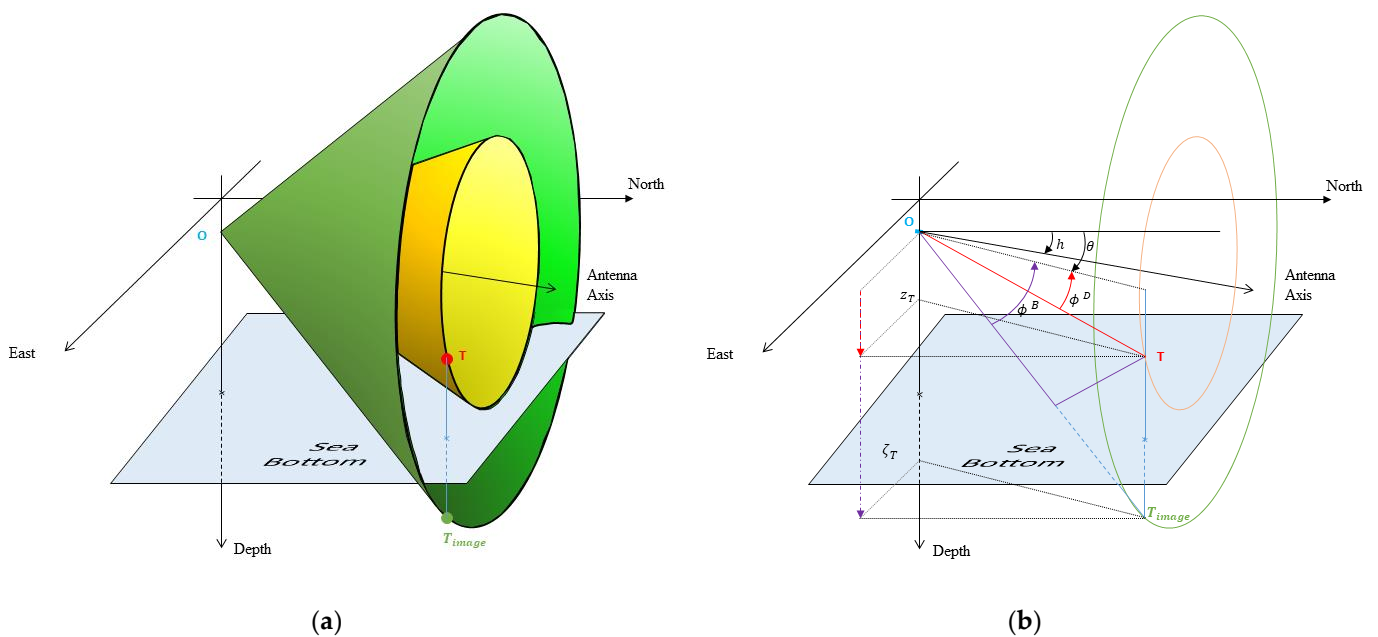 North
O
Antenna
Axis
T
East
Sea
Bottom
T_image
Depth
(a)
North
O
h
θ
Antenna
Axis
z_T
ϕ^B
ϕ^D
East
T
ζ_T
Sea
Bottom
T_image
Depth
(b)